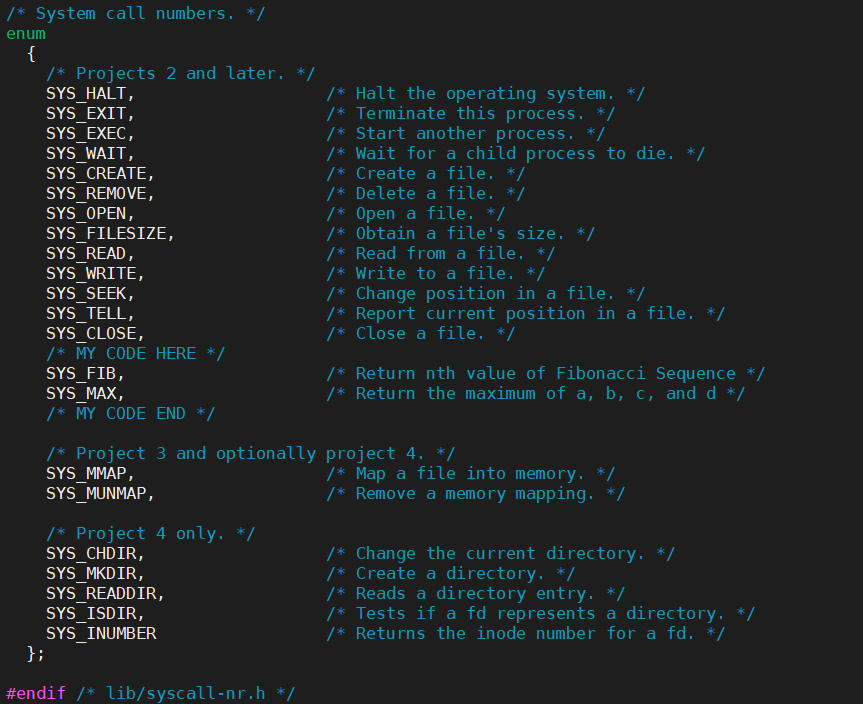 /* System call numbers. */
enum
  {
    /* Projects 2 and later. */
    SYS_HALT,                   /* Halt the operating system. */
    SYS_EXIT,                   /* Terminate this process. */
    SYS_EXEC,                   /* Start another process. */
    SYS_WAIT,                   /* Wait for a child process to die. */
    SYS_CREATE,                 /* Create a file. */
    SYS_REMOVE,                 /* Delete a file. */
    SYS_OPEN,                   /* Open a file. */
    SYS_FILESIZE,               /* Obtain a file's size. */
    SYS_READ,                   /* Read from a file. */
    SYS_WRITE,                  /* Write to a file. */
    SYS_SEEK,                   /* Change position in a file. */
    SYS_TELL,                   /* Report current position in a file. */
    SYS_CLOSE,                  /* Close a file. */
    /* MY CODE HERE */
    SYS_FIB,                    /* Return nth value of Fibonacci Sequence */
    SYS_MAX,                    /* Return the maximum of a, b, c, and d */
    /* MY CODE END */

    /* Project 3 and optionally project 4. */
    SYS_MMAP,                   /* Map a file into memory. */
    SYS_MUNMAP,                 /* Remove a memory mapping. */

    /* Project 4 only. */
    SYS_CHDIR,                  /* Change the current directory. */
    SYS_MKDIR,                  /* Create a directory. */
    SYS_READDIR,                /* Reads a directory entry. */
    SYS_ISDIR,                  /* Tests if a fd represents a directory. */
    SYS_INUMBER                 /* Returns the inode number for a fd. */
  };

#endif /* lib/syscall-nr.h */